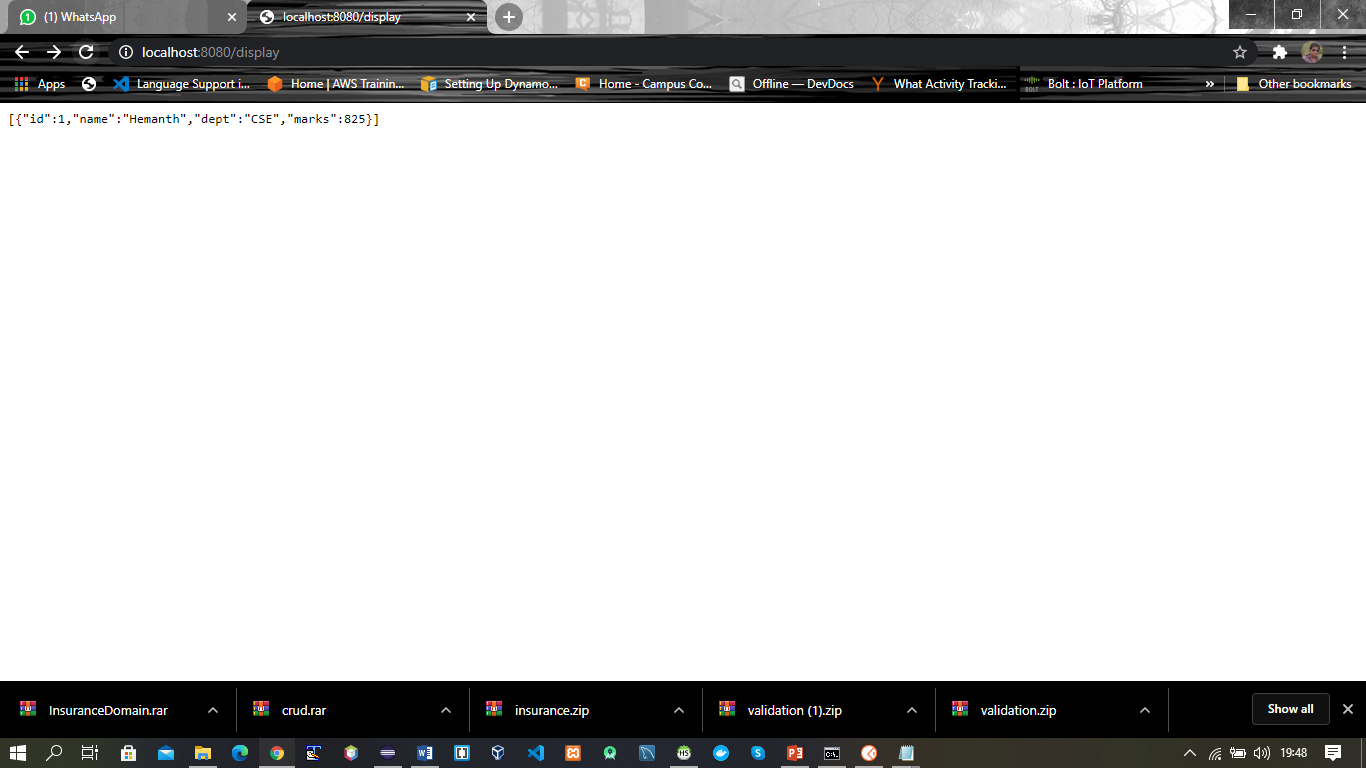 (1) WhatsApp
localhost:8080/display
localhost:8080/display
Apps
Language Support i...
Home | AWS Trainin...
Setting Up Dynamo...
Home - Campus Co...
Offline — DevDocs
What Activity Tracki...
BOLT
Bolt : IoT Platform
»
Other bookmarks
[{"id":1,"name":"Hemanth","dept":"CSE","marks":825}]
InsuranceDomain.rar
crud.rar
insurance.zip
validation (1).zip
validation.zip
Show all
19:48